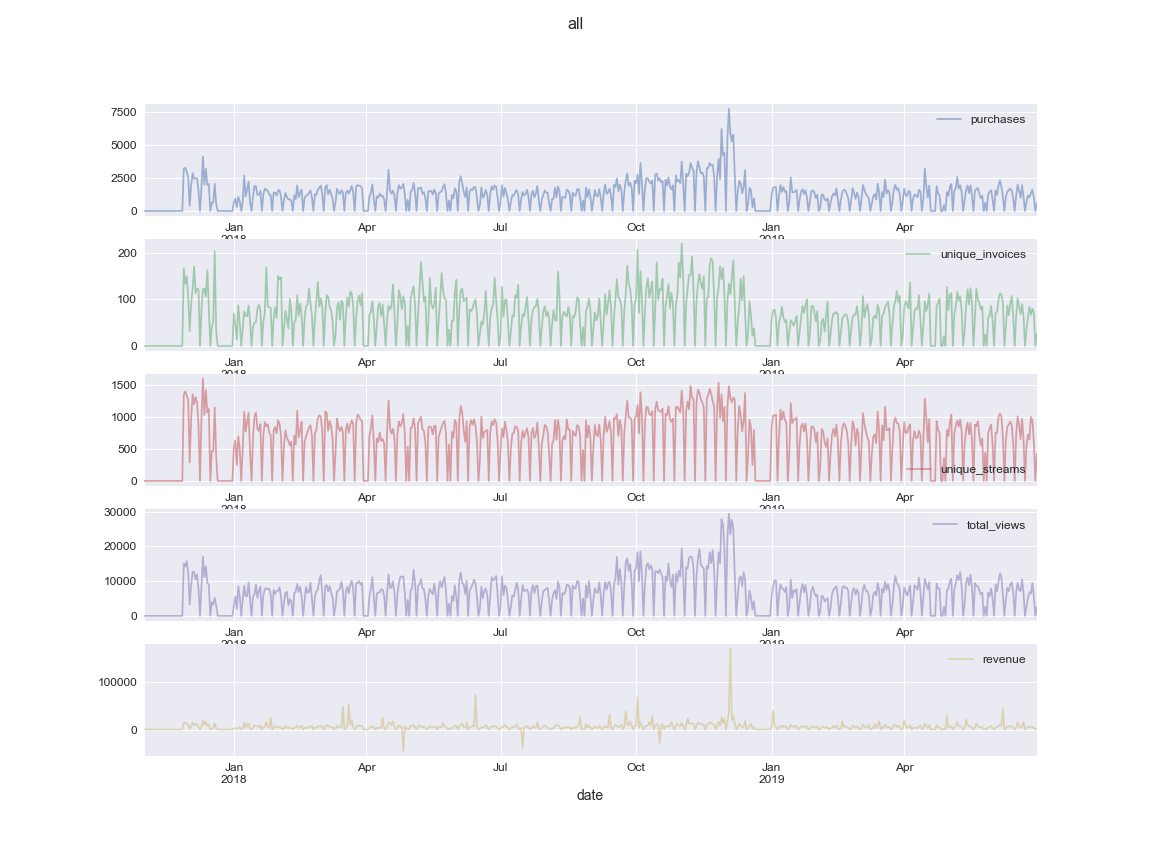 all
7500
purchases
5000
2500
0
Jan Apr Jul Oct Jan Apr
2018 2019
200
unique_invoices
100
0
Jan Apr Jul Oct Jan Apr
2018 2019
1500
1000
500
unique_streams
0
Jan Apr Jul Oct Jan Apr
2018 2019
30000
total_views
20000
10000
0
Jan Apr Jul Oct Jan Apr
2018 2019
revenue
100000
0
Jan Apr Jul Oct Jan Apr
2018 2019
date